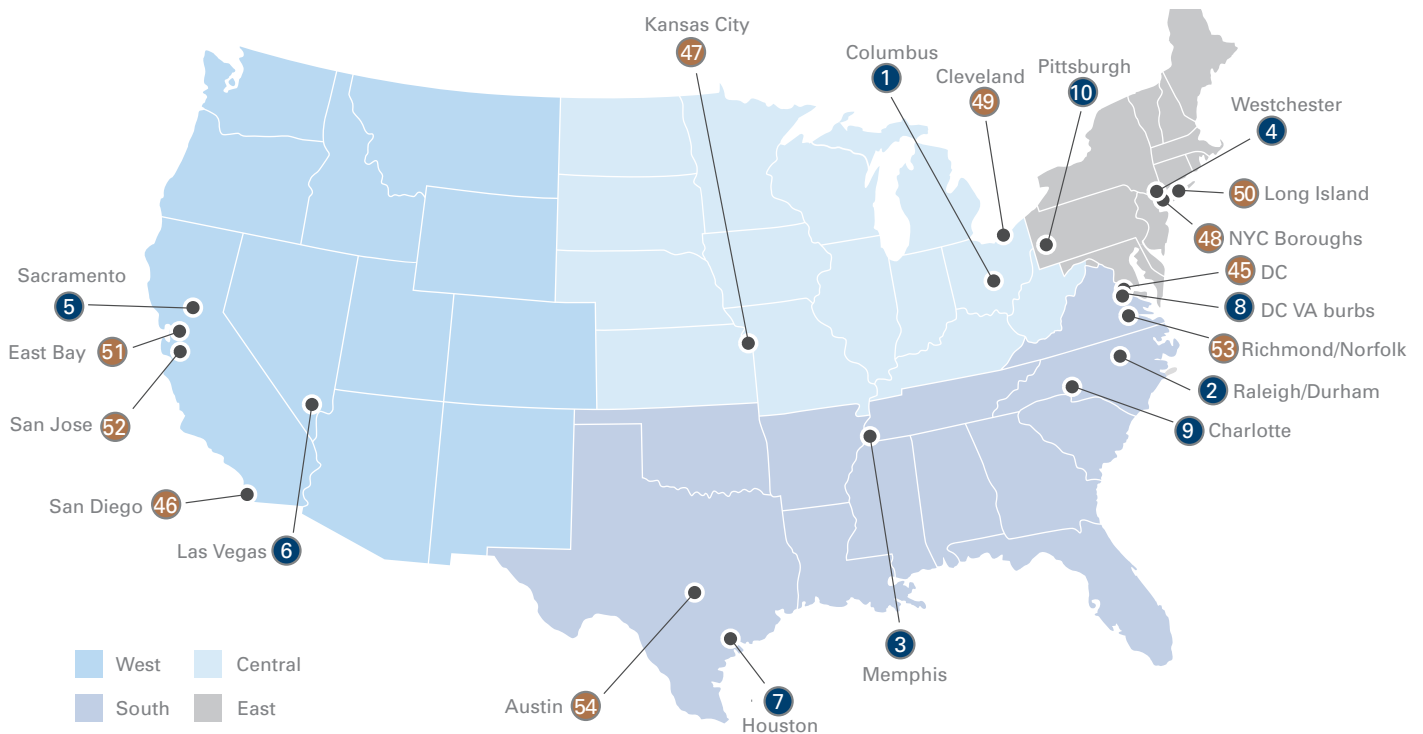 Kansas City
47
Columbus
1
Cleveland
49
Pittsburgh
10
Westchester
4
50 Long Island
48 NYC Boroughs
45 DC
8 DC VA burbs
53 Richmond/Norfolk
2 Raleigh/Durham
9 Charlotte
Sacramento
5
East Bay 51
San Jose 52
San Diego 46
Las Vegas 6
3
Memphis
Austin 54
7
Houston
West
Central
South
East